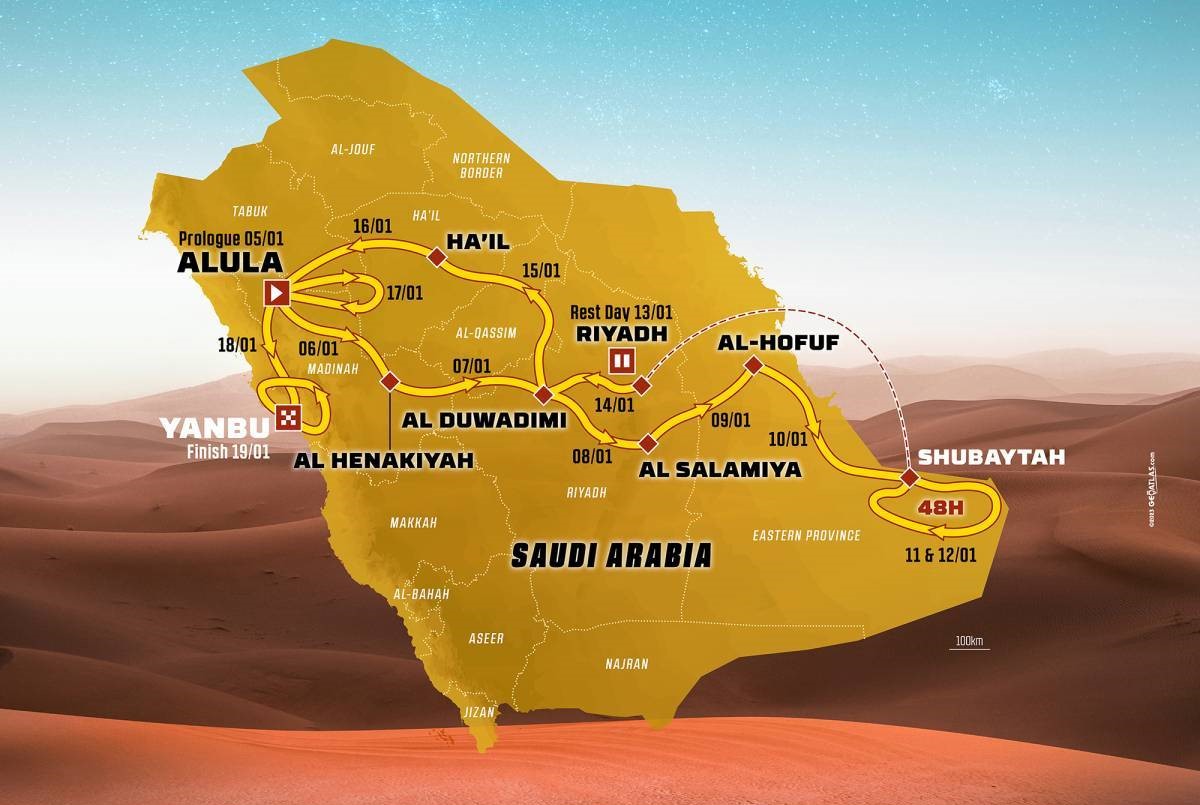 AL-JOUF
NORTHERN
BORDER
TABUK
HA'IL
16/01
Prologue 05/01
ALULA
HA'IL
15/01
17/01
Rest Day 13/01
RIYADH
AL-QASSIM
18/01
06/01
MADINAH
07/01
AL-HOFUF
14/01
09/01
YANBU
Finish 19/01
AL DUWADIMI
10/01
08/01
AL HENAKIYAH
AL SALAMIYA
SHUBAYTAH
RIYADH
48H
MAKKAH
EASTERN PROVINCE
11 & 12/01
SAUDI ARABIA
AL-BAHAH
ASEER
100km
NAJRAN
JIZAN
©2023 GEOATLAS.com